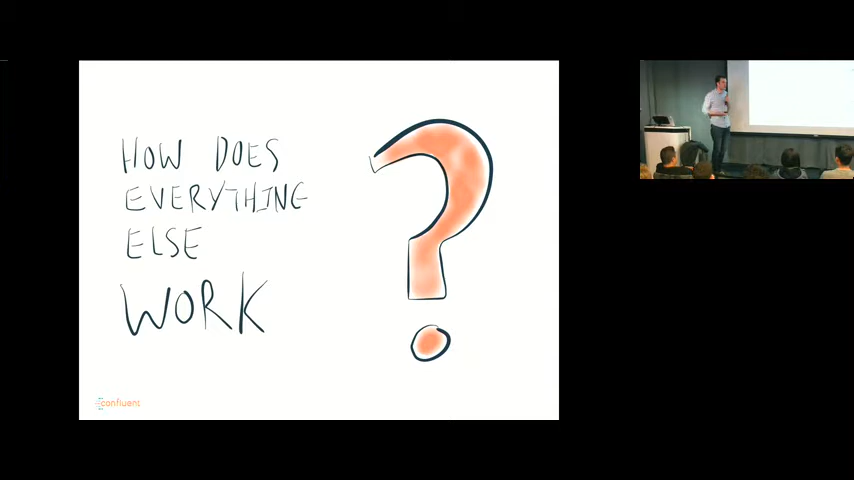 HOW DOES
EVERYTHING
ELSE
WORK
?
confluent